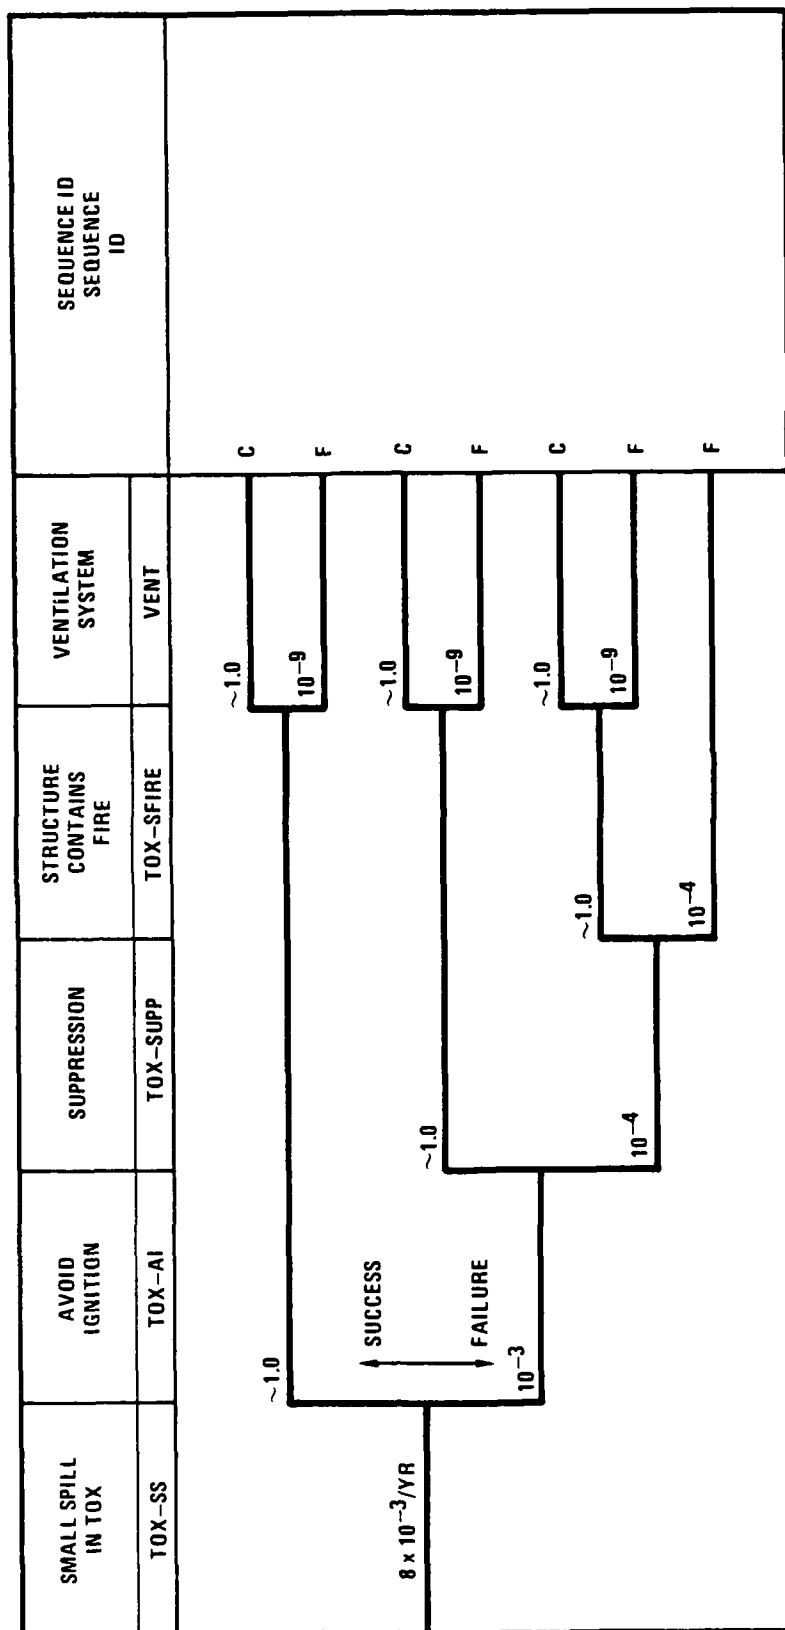 SMALL SPILL
IN TOX
TOX–SS
AVOID
IGNITION
TOX–AI
SUPPRESSION
TOX–SUPP
STRUCTURE
CONTAINS
FIRE
TOX–SFIRE
VENTILATION
SYSTEM
VENT
SEQUENCE ID
SEQUENCE
ID
8 x 10⁻³/YR
~1.0
SUCCESS
FAILURE
10⁻³
~1.0
10⁻⁴
~1.0
10⁻⁴
~1.0
10⁻⁹
~1.0
10⁻⁹
~1.0
10⁻⁹
C
F
C
F
C
F
F